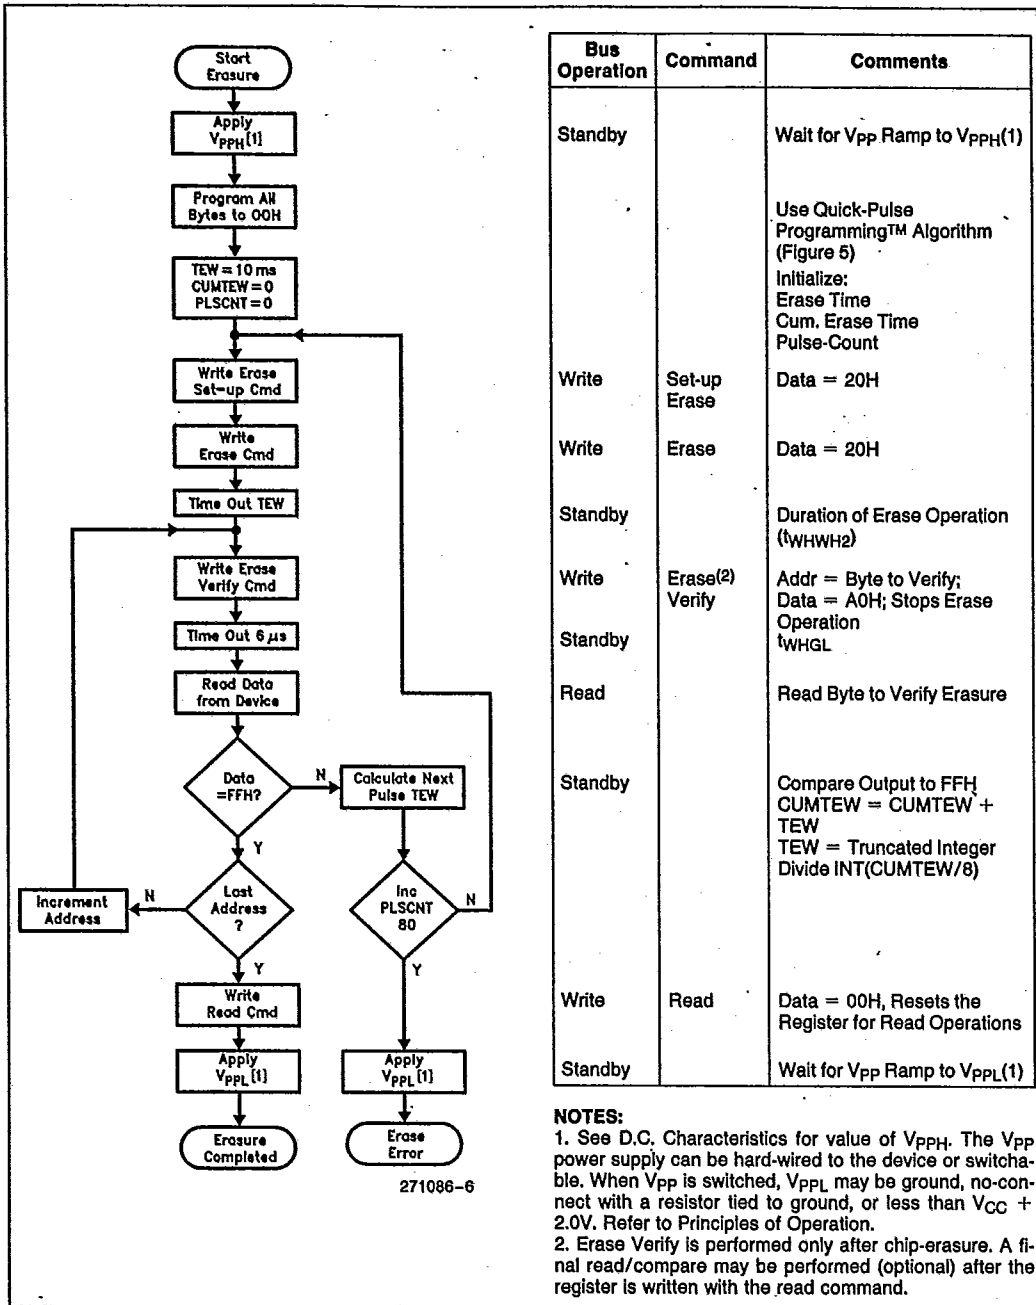 Start
Erasure
Apply
VPPH[1]
Program All
Bytes to 00H
TEW = 10 ms
CUMTEW = 0
PLSCNT = 0
Write Erase
Set-up Cmd
Write
Erase Cmd
Time Out TEW
Write Erase
Verify Cmd
Time Out 6 µs
Read Data
from Device
Data
=FFH?
N
Calculate Next
Pulse TEW
Y
Increment
Address
N
Last
Address
?
Inc
PLSCNT
80
N
Y
Y
Write
Read Cmd
Apply
VPPL[1]
Apply
VPPL[1]
Erasure
Completed
Erase
Error
271086-6
Bus
Operation
Command
Comments
Standby
Wait for VPP Ramp to VPPH(1)
Use Quick-Pulse
Programming™ Algorithm
(Figure 5)
Initialize:
Erase Time
Cum. Erase Time
Pulse-Count
Write
Set-up
Erase
Data = 20H
Write
Erase
Data = 20H
Standby
Duration of Erase Operation
(tWHWH2)
Write
Erase(2)
Verify
Addr = Byte to Verify;
Data = A0H; Stops Erase
Operation
Standby
tWHGL
Read
Read Byte to Verify Erasure
Standby
Compare Output to FFH
CUMTEW = CUMTEW +
TEW
TEW = Truncated Integer
Divide INT(CUMTEW/8)
Write
Read
Data = 00H, Resets the
Register for Read Operations
Standby
Wait for VPP Ramp to VPPL(1)
NOTES:
1. See D.C. Characteristics for value of VPPH. The VPP
power supply can be hard-wired to the device or switcha-
ble. When VPP is switched, VPPL may be ground, no-con-
nect with a resistor tied to ground, or less than VCC +
2.0V. Refer to Principles of Operation.
2. Erase Verify is performed only after chip-erasure. A fi-
nal read/compare may be performed (optional) after the
register is written with the read command.